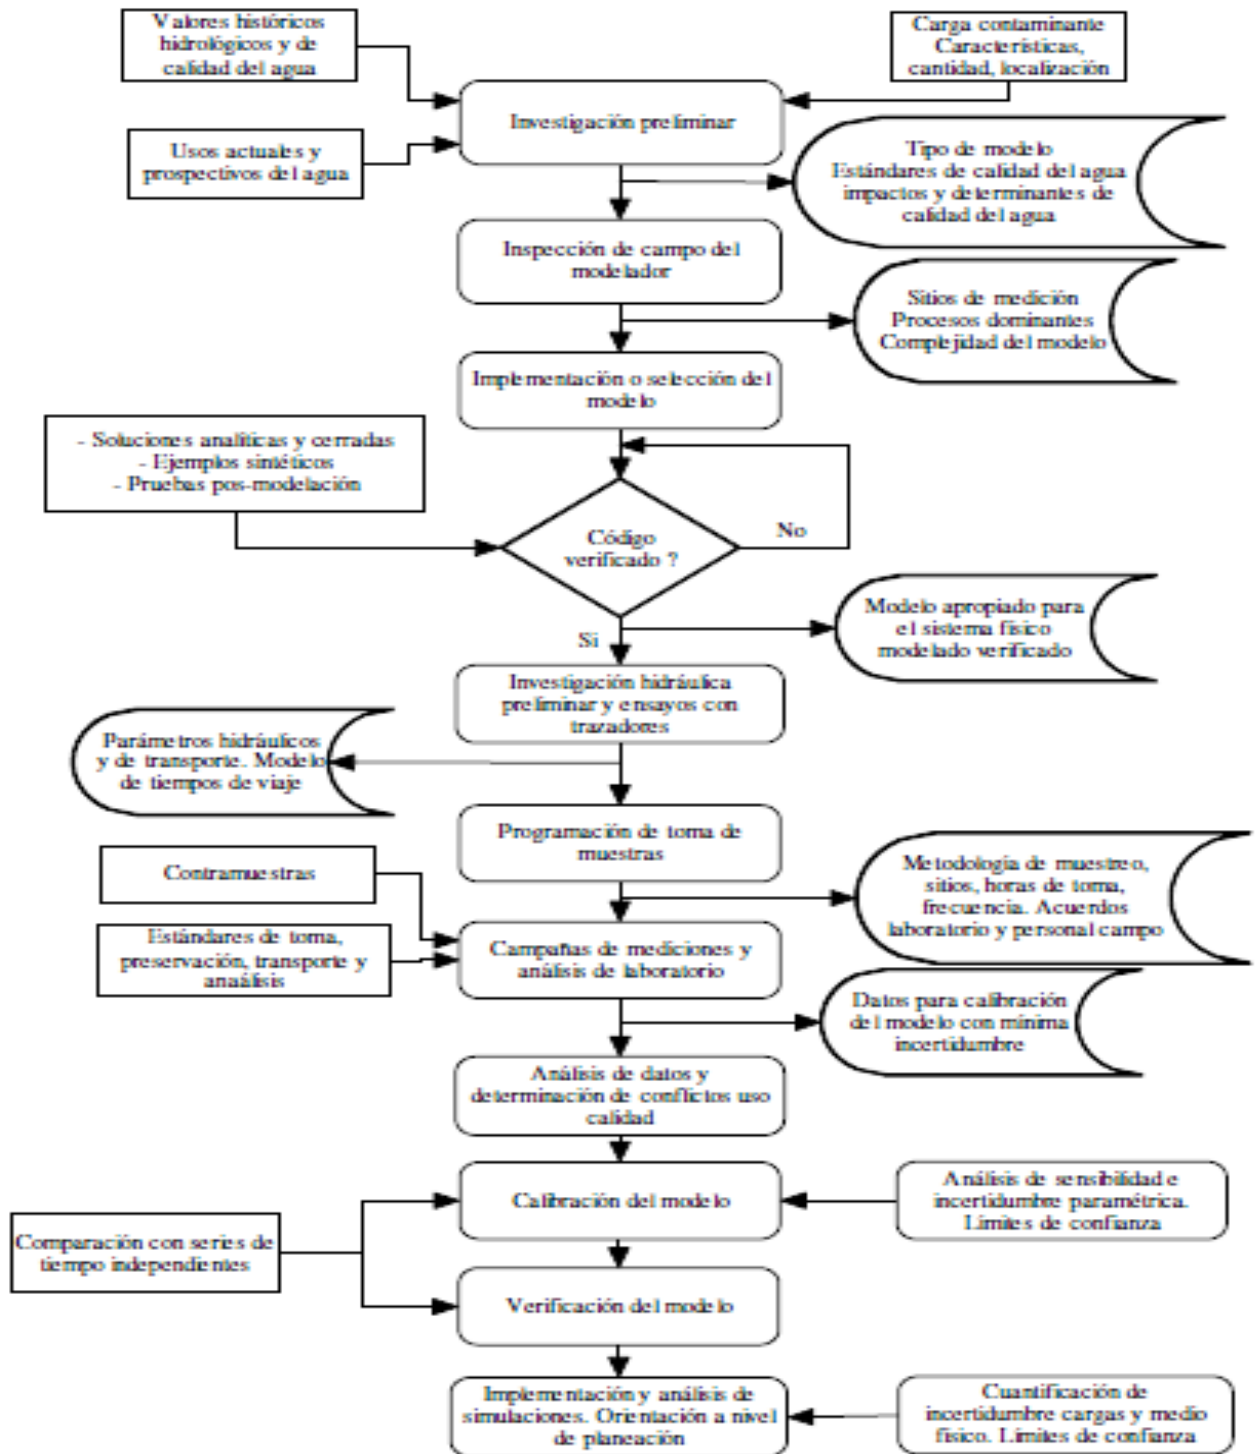 Valores históricos
hidrológicos y de
calidad del agua
Carga contaminante
Características,
cantidad, localización
Investigación preliminar
Usos actuales y
prospectivos del agua
Tipo de modelo
Estándares de calidad del agua
impactos y determinantes de
calidad del agua
Inspección de campo del
modelador
Sitios de medición
Procesos dominantes
Complejidad del modelo
Implementación o selección del
modelo
- Soluciones analíticas y cerradas
- Ejemplos sintéticos
- Pruebas pos-modelación
Código
verificado ?
No
Si
Modelo apropiado para
el sistema físico
modelado verificado
Investigación hidráulica
preliminar y ensayos con
trazadores
Parámetros hidráulicos
y de transporte. Modelo
de tiempos de viaje
Programación de toma de
muestras
Contramuestras
Metodología de muestreo,
sitios, horas de toma,
frecuencia. Acuerdos
laboratorio y personal campo
Estándares de toma,
preservación, transporte y
anaálisis
Campañas de mediciones y
análisis de laboratorio
Datos para calibración
del modelo con mínima
incertidumbre
Análisis de datos y
determinación de conflictos uso
calidad
Calibración del modelo
Análisis de sensibilidad e
incertidumbre paramétrica.
Límites de confianza
Comparación con series de
tiempo independientes
Verificación del modelo
Implementación y análisis de
simulaciones. Orientación a nivel
de planeación
Cuantificación de
incertidumbre cargas y medio
físico. Límites de confianza